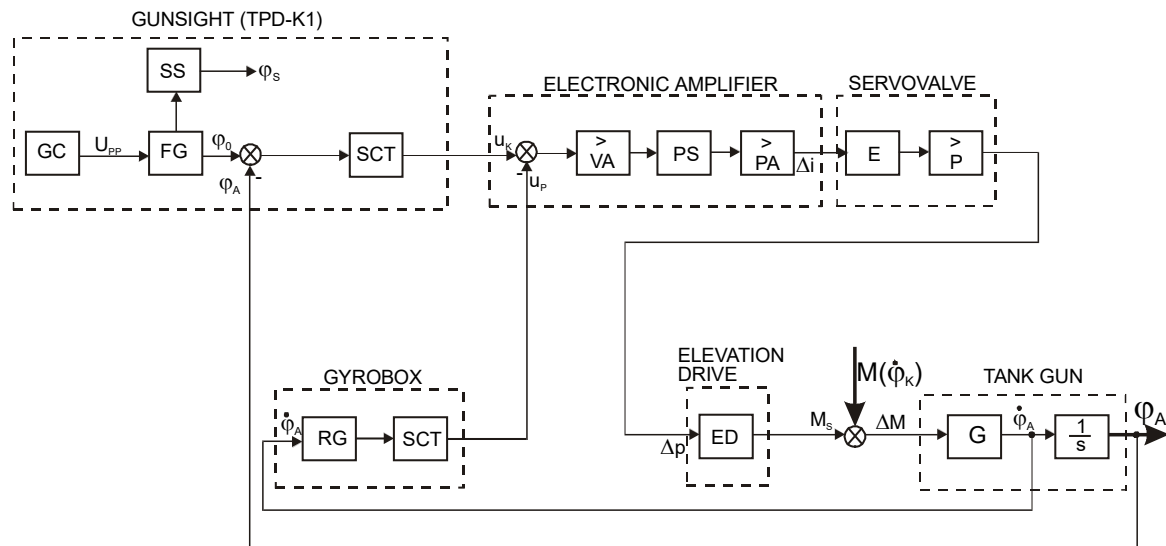 GUNSIGHT (TPD-K1)
SS
φS
GC
UPP
FG
φ0
φA
-
SCT
ELECTRONIC AMPLIFIER
uK
-
uP
>
VA
PS
>
PA
Δi
SERVOVALVE
E
>
P
GYROBOX
φ̇A
RG
SCT
ELEVATION
DRIVE
Δp
ED
MS
M(φ̇K)
ΔM
TANK GUN
G
φ̇A
1
s
φA